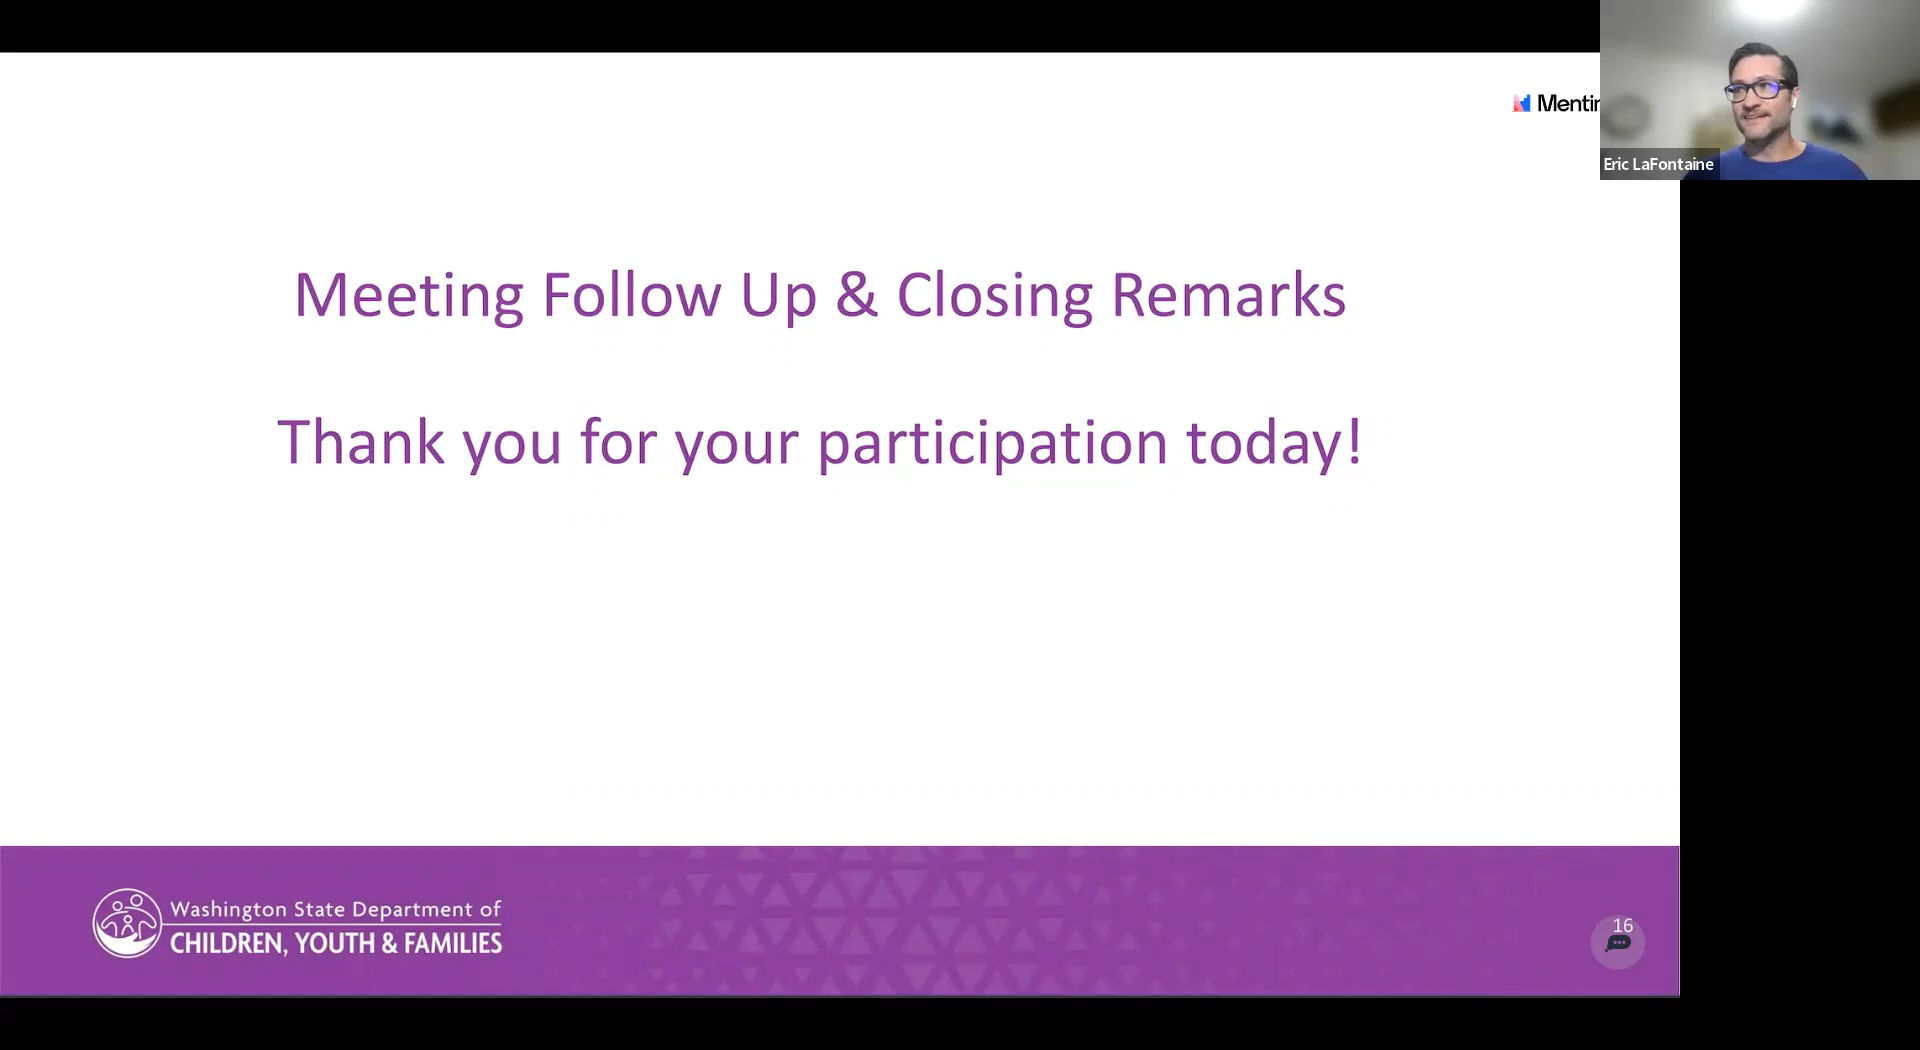 Mentir
Eric LaFontaine
Meeting Follow Up & Closing Remarks
Thank you for your participation today!
Washington State Department of
CHILDREN, YOUTH & FAMILIES
16